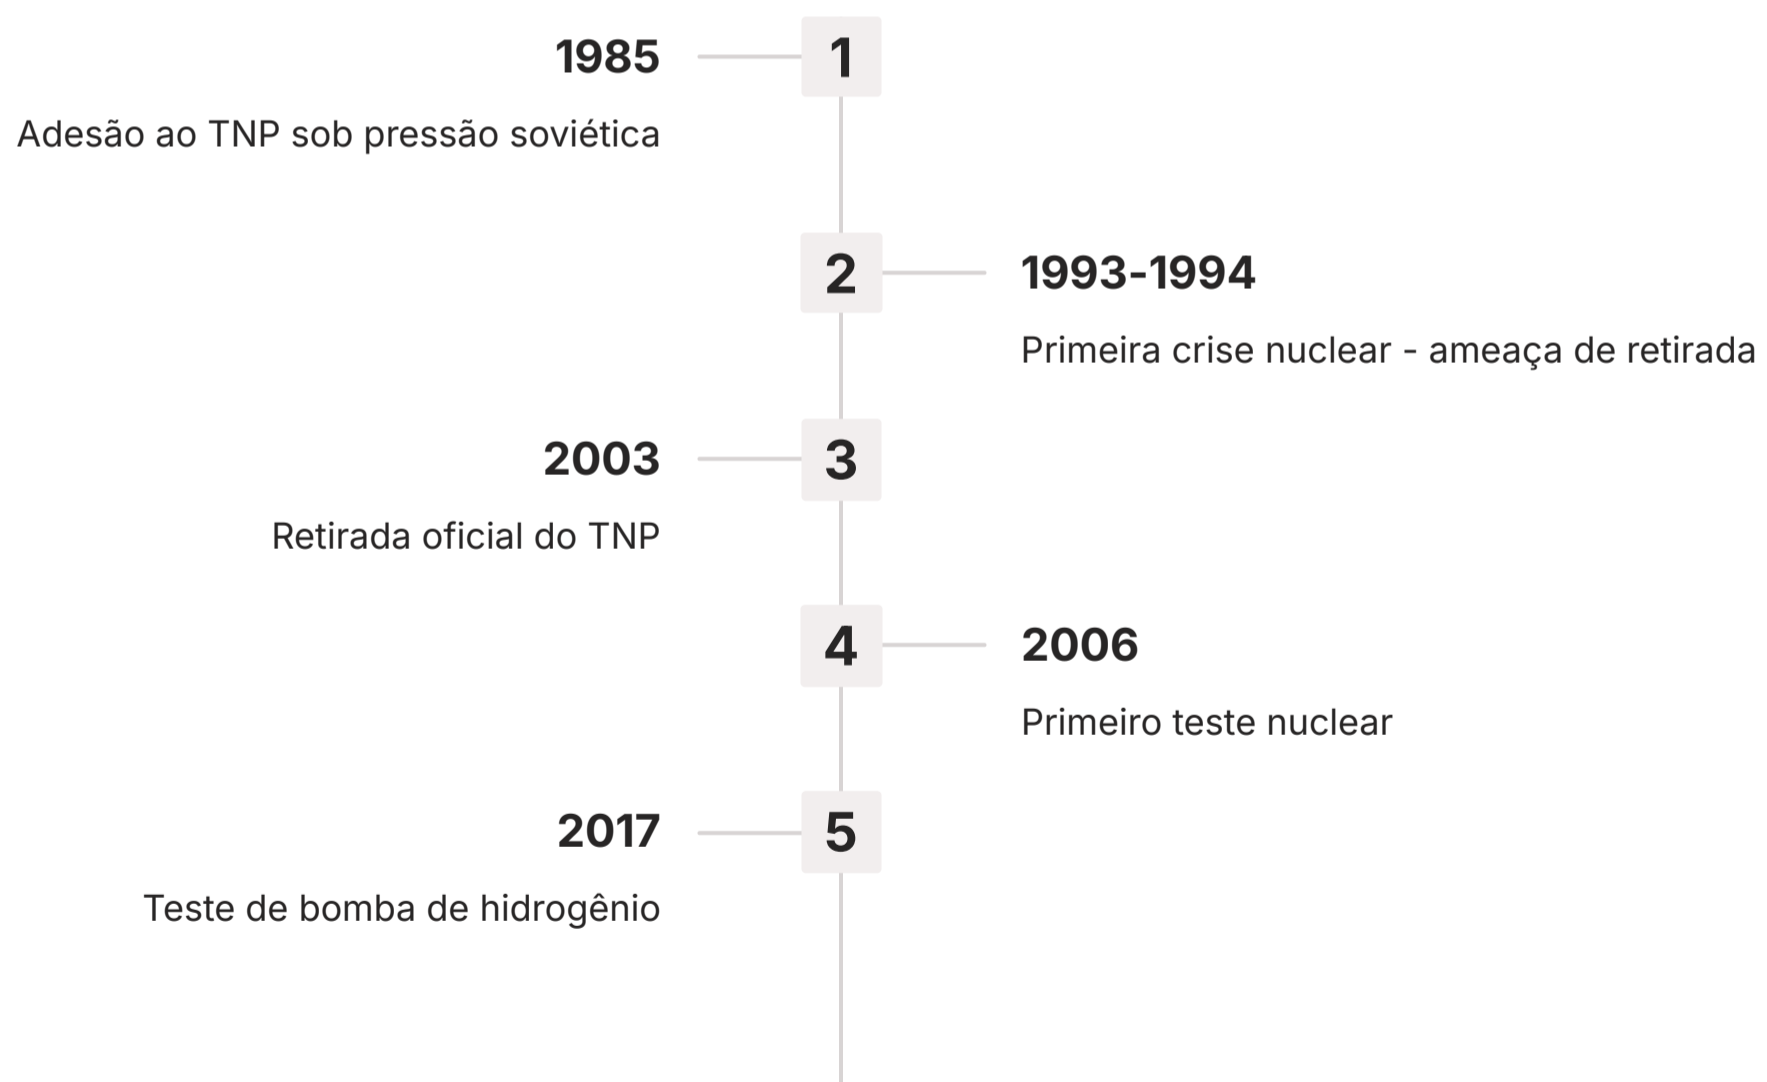 1985
1
Adesão ao TNP sob pressão soviética
2
1993-1994
Primeira crise nuclear - ameaça de retirada
2003
3
Retirada oficial do TNP
4
2006
Primeiro teste nuclear
2017
5
Teste de bomba de hidrogênio